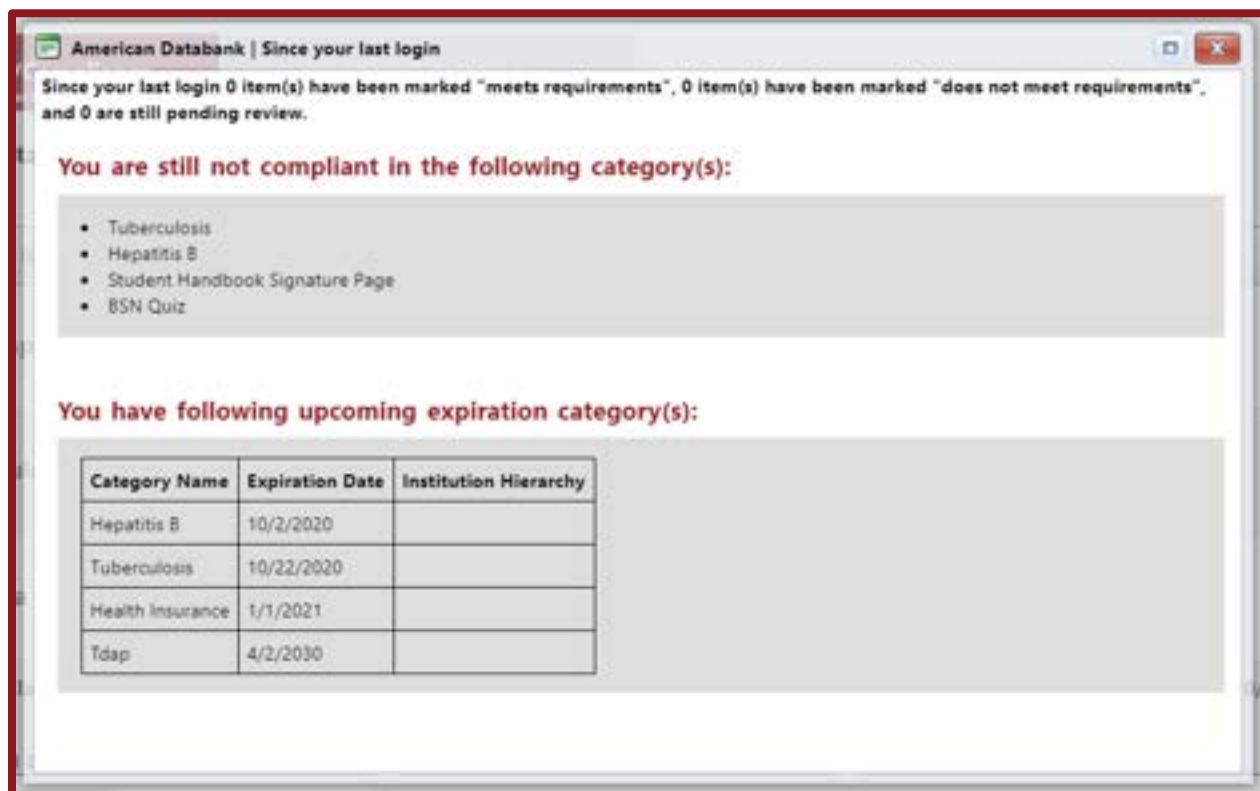 American Databank | Since your last login
Since your last login 0 item(s) have been marked "meets requirements", 0 item(s) have been marked "does not meet requirements",
and 0 are still pending review.
You are still not compliant in the following category(s):
• Tuberculosis
• Hepatitis B
• Student Handbook Signature Page
• BSN Quiz
You have following upcoming expiration category(s):
Category Name Expiration Date Institution Hierarchy
Hepatitis B 10/2/2020
Tuberculosis 10/22/2020
Health Insurance 1/1/2021
Tdap 4/2/2030